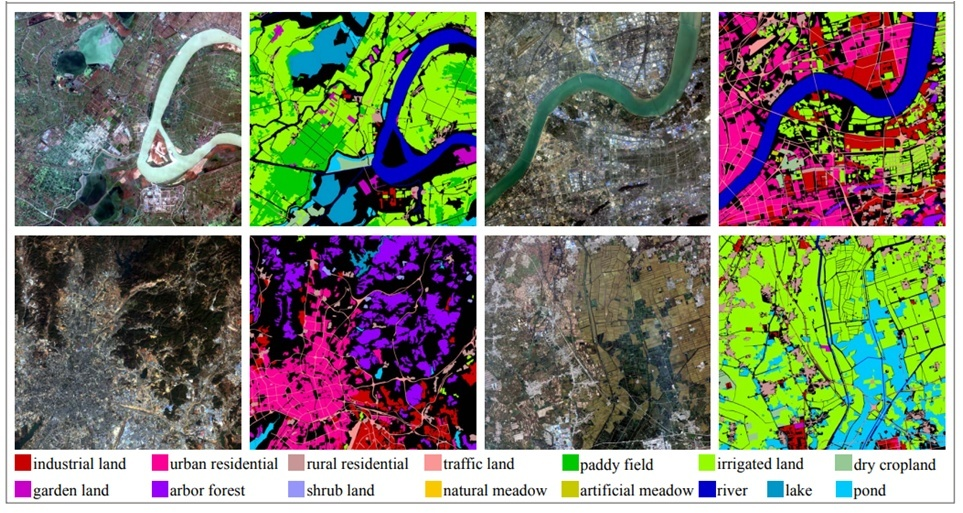 industrial land urban residential rural residential traffic land paddy field irrigated land dry cropland
garden land arbor forest shrub land natural meadow artificial meadow river lake pond